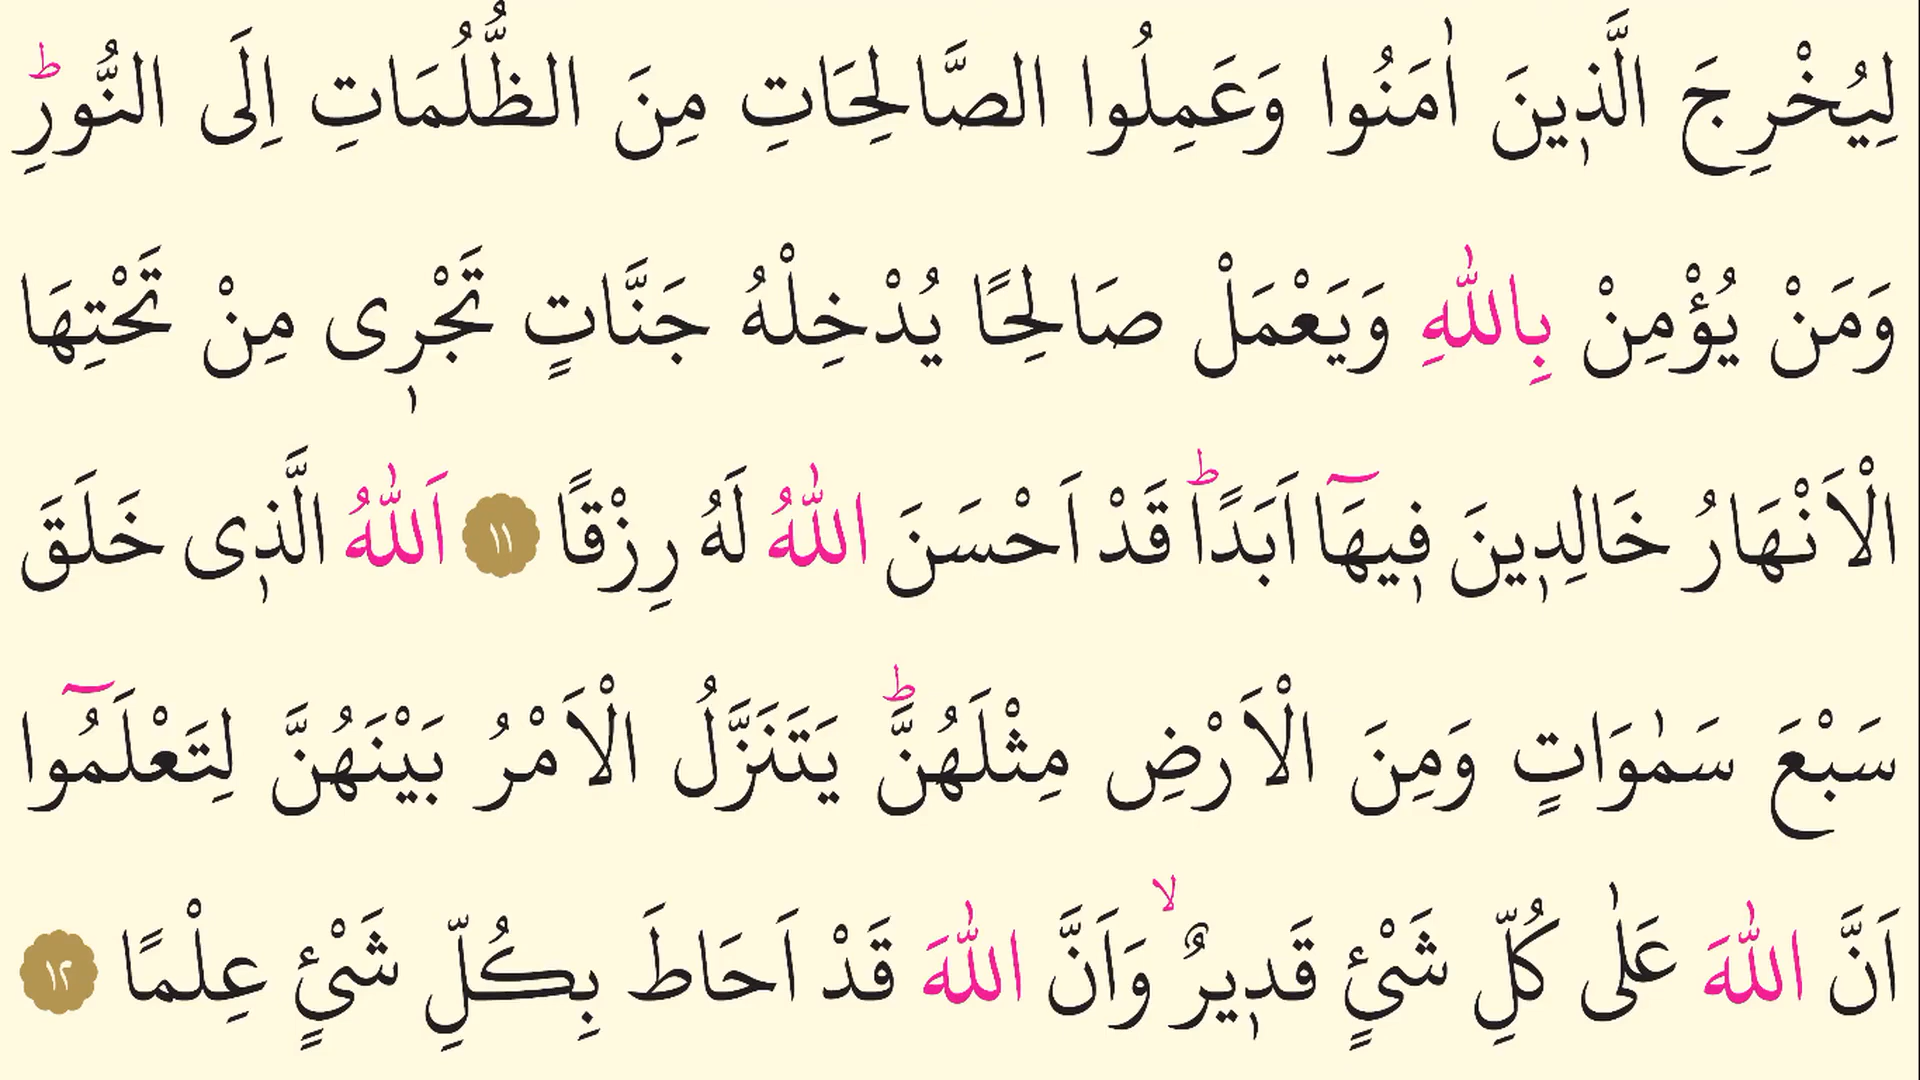 لِيُخْرِجَ الَّذ۪ينَ اٰمَنُوا وَعَمِلُوا الصَّالِحَاتِ مِنَ الظُّلُمَاتِ اِلَى النُّورِۜ
وَمَنْ يُؤْمِنْ بِاللّٰهِ وَيَعْمَلْ صَالِحًا يُدْخِلْهُ جَنَّاتٍ تَجْر۪ى مِنْ تَحْتِهَا
الْاَنْهَارُ خَالِد۪ينَ ف۪يهَٓا اَبَدًاۜ قَدْ اَحْسَنَ اللّٰهُ لَهُ رِزْقًا ﴿١١﴾ اَللّٰهُ الَّذ۪ى خَلَقَ
سَبْعَ سَمٰوَاتٍ وَمِنَ الْاَرْضِ مِثْلَهُنَّۜ يَتَنَزَّلُ الْاَمْرُ بَيْنَهُنَّ لِتَعْلَمُٓوا
اَنَّ اللّٰهَ عَلٰى كُلِّ شَيْئٍ قَد۪يرٌۙ وَاَنَّ اللّٰهَ قَدْ اَحَاطَ بِكُلِّ شَيْئٍ عِلْمًا ﴿١٢﴾